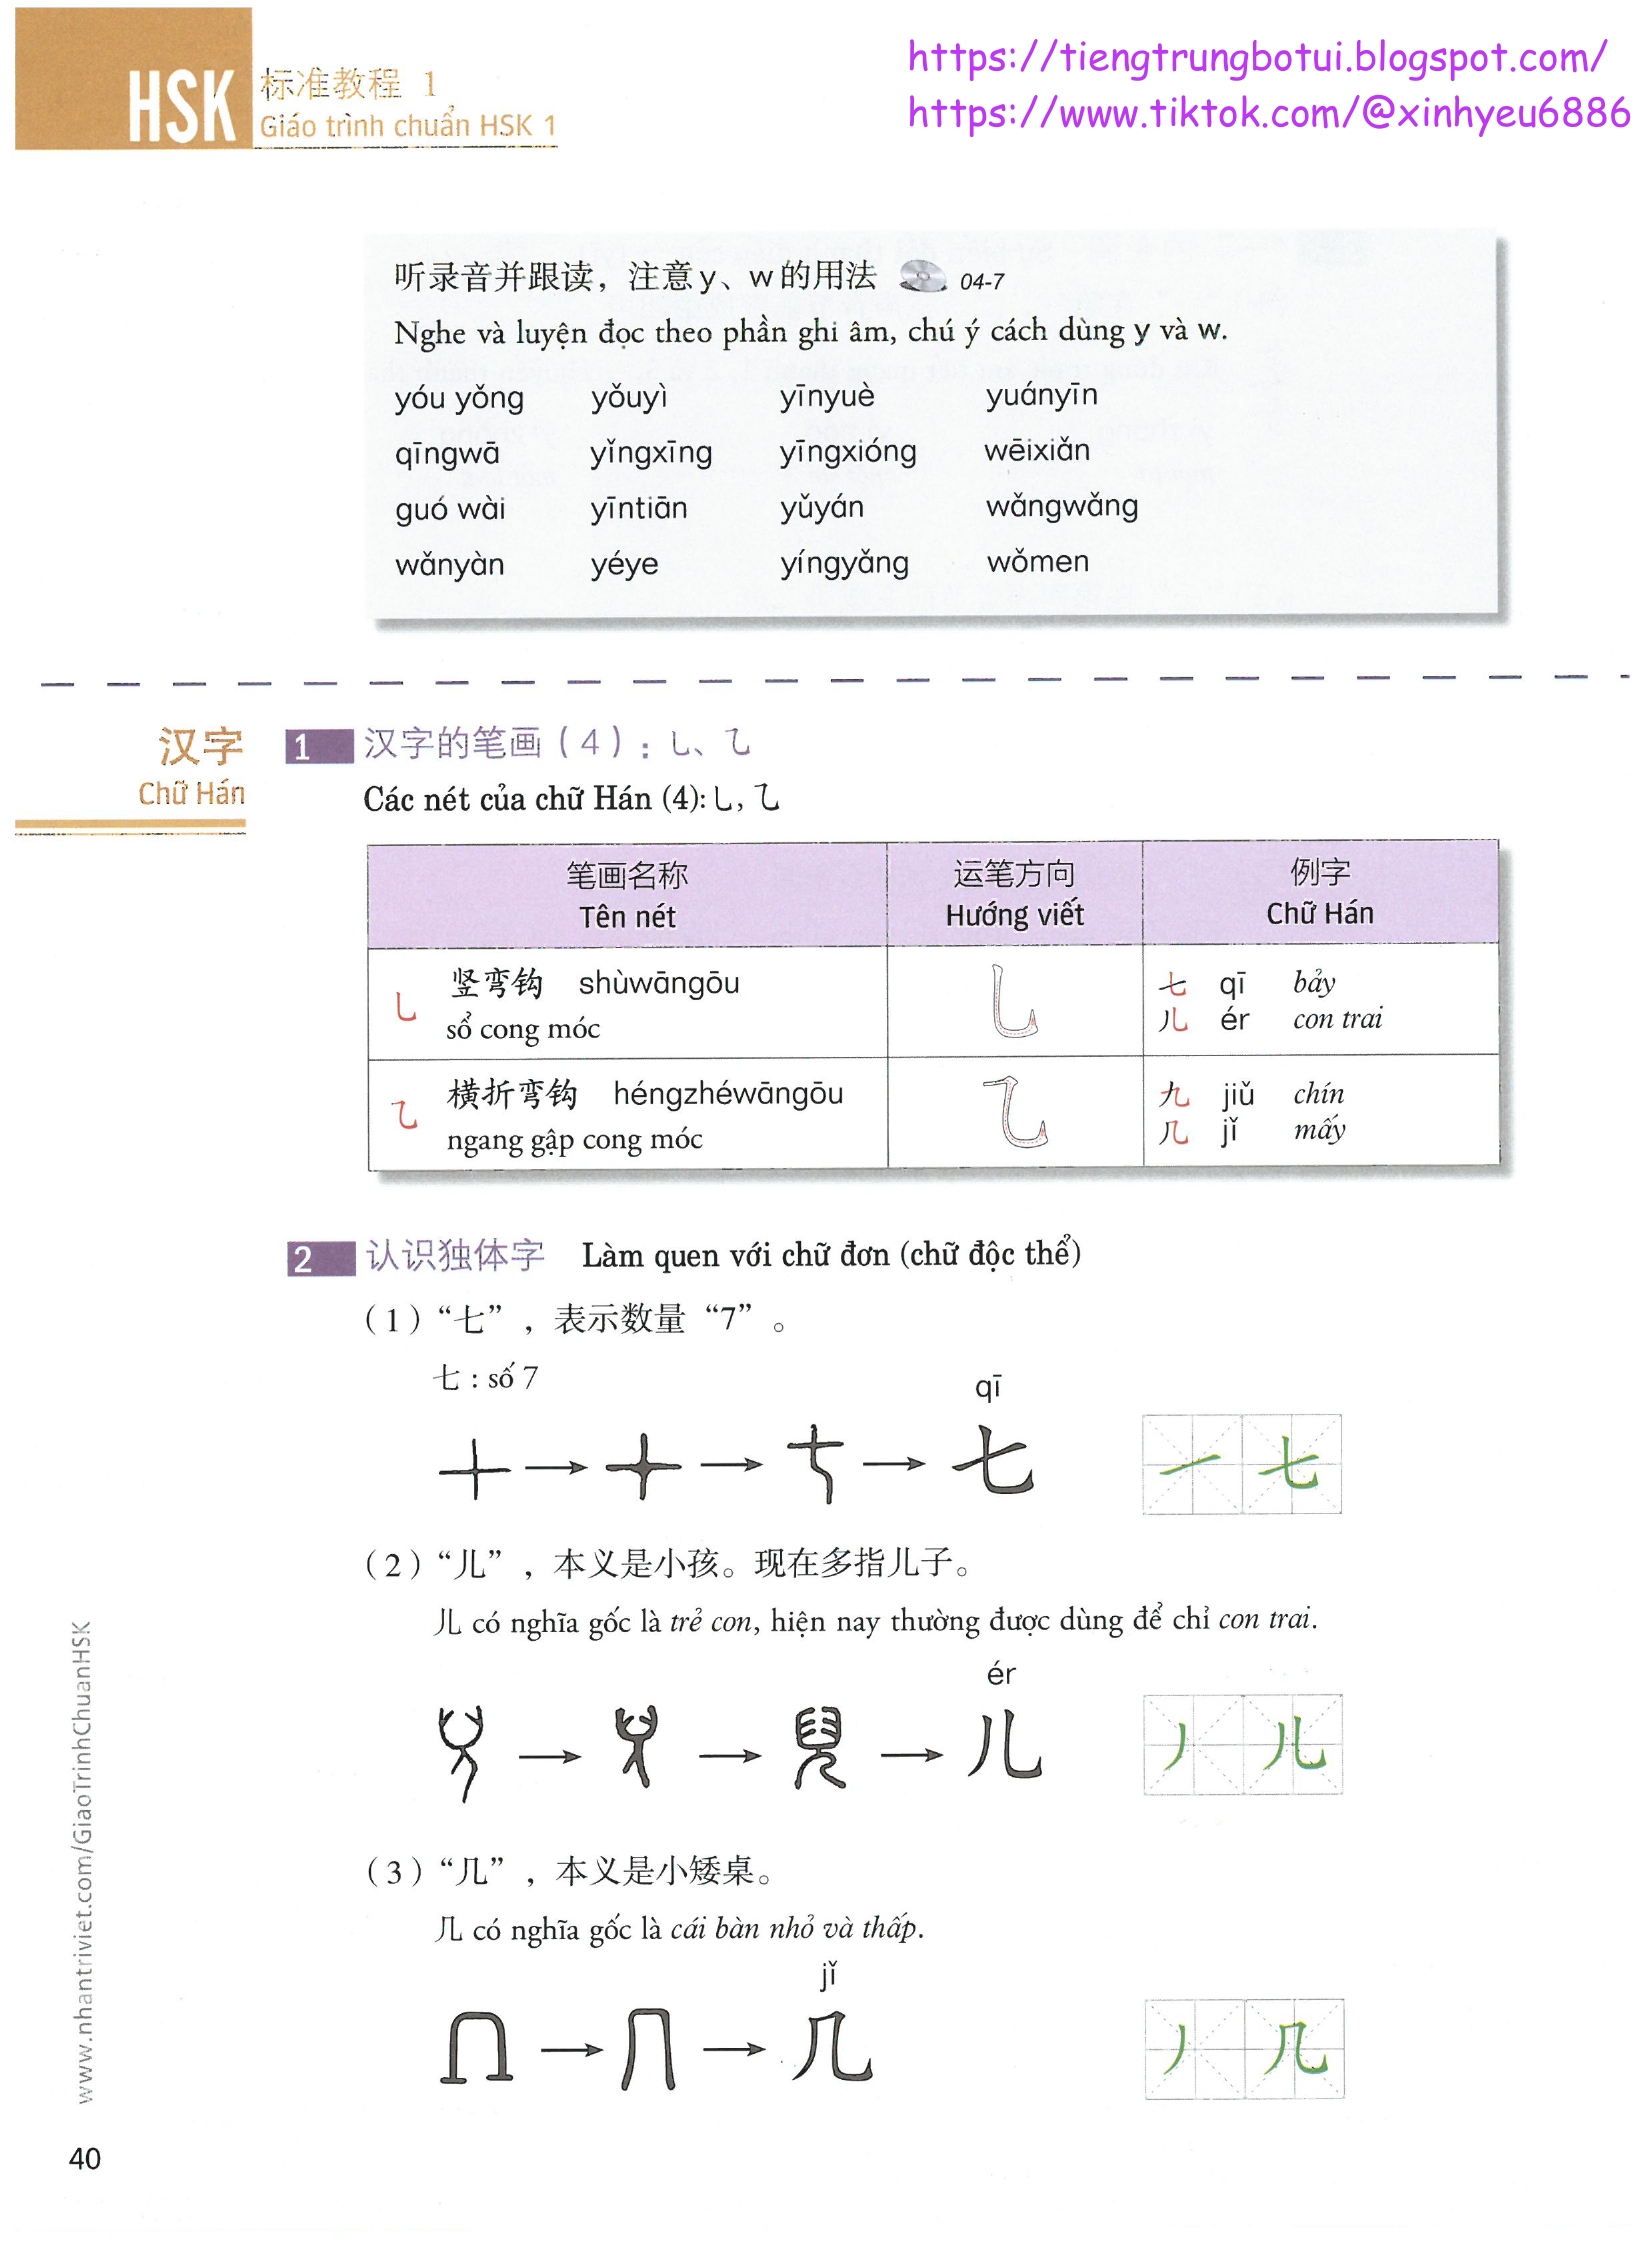 https://tiengtrungbotui.blogspot.com/
https://www.tiktok.com/@xinhyeu6886
HSK 标准教程 1
Giáo trình chuẩn HSK 1
听录音并跟读，注意y、w的用法 04-7
Nghe và luyện đọc theo phần ghi âm, chú ý cách dùng y và w.
yóu yǒng yǒuyì yīnyuè yuányīn
qīngwā yǐngxīng yīngxióng wēixiǎn
guó wài yīntiān yǔyán wǎngwǎng
wǎnyàn yéye yíngyǎng wǒmen
汉字
Chữ Hán
1 汉字的笔画（4）：乚、乙
Các nét của chữ Hán (4): 乚, 乙
笔画名称 运笔方向 例字
Tên nét Hướng viết Chữ Hán
乚 竖弯钩 shùwāngōu 七 qī bảy
sổ cong móc 儿 ér con trai
乙 横折弯钩 héngzhéwāngōu 九 jiǔ chín
ngang gập cong móc 几 jǐ mấy
2 认识独体字 Làm quen với chữ đơn (chữ độc thể)
（1）“七”，表示数量“7”。
七 : số 7
qī
七 一 七
（2）“儿”，本义是小孩。现在多指儿子。
儿 có nghĩa gốc là trẻ con, hiện nay thường được dùng để chỉ con trai.
ér
儿 丿 儿
（3）“几”，本义是小矮桌。
几 có nghĩa gốc là cái bàn nhỏ và thấp.
jǐ
几 丿 几
www.nhantriviet.com/GiaoTrinhChuanHSK
40